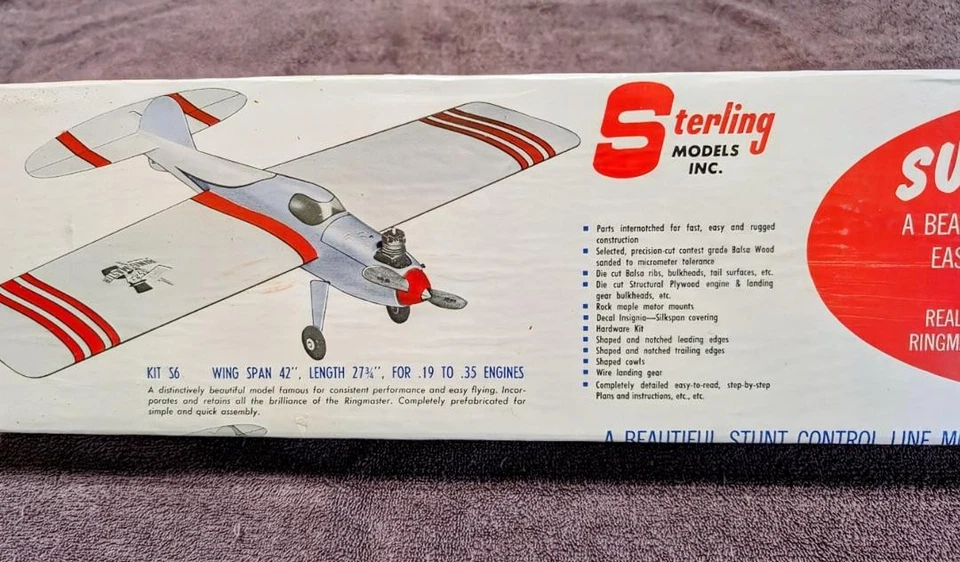 Sterling
MODELS
INC.
SU
A BEA
EAS
REAL
RINGM
Parts internotched for fast, easy and rugged
construction
Selected, precision-cut contest grade Balsa Wood
sanded to micrometer tolerance
Die cut Balsa ribs, bulkheads, tail surfaces, etc.
Die cut Structural Plywood engine & landing
gear bulkheads, etc.
Rock maple motor mounts
Decal Insignia—Silkspan covering
Hardware Kit
Shaped and notched leading edges
Shaped and notched trailing edges
Shaped cowls
Wire landing gear
Completely detailed easy-to-read, step-by-step
Plans and instructions, etc., etc.
KIT S6 WING SPAN 42", LENGTH 27¾", FOR .19 TO .35 ENGINES
A distinctively beautiful model famous for consistent performance and easy flying. Incor-
porates and retains all the brilliance of the Ringmaster. Completely prefabricated for
simple and quick assembly.
A BEAUTIFUL STUNT CONTROL LINE M